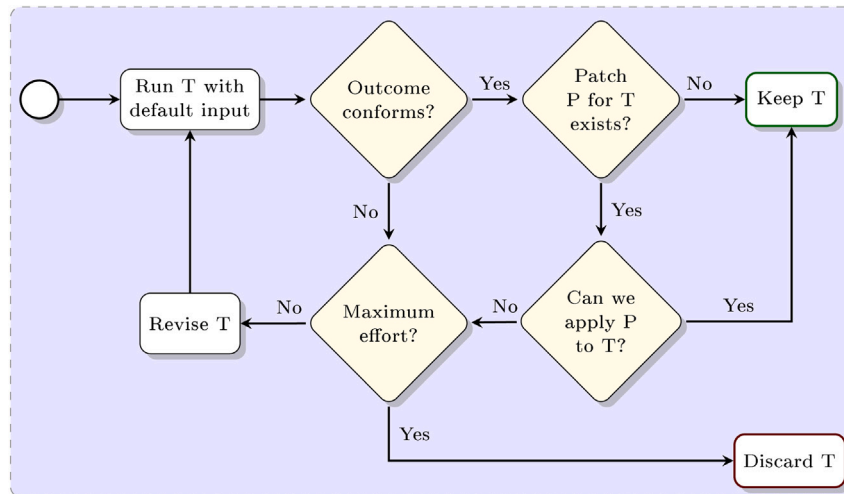 Run T with
default input
Outcome
conforms?
Yes
Patch
P for T
exists?
No
Keep T
No
Yes
Revise T
No
Maximum
effort?
No
Can we
apply P
to T?
Yes
Yes
Discard T